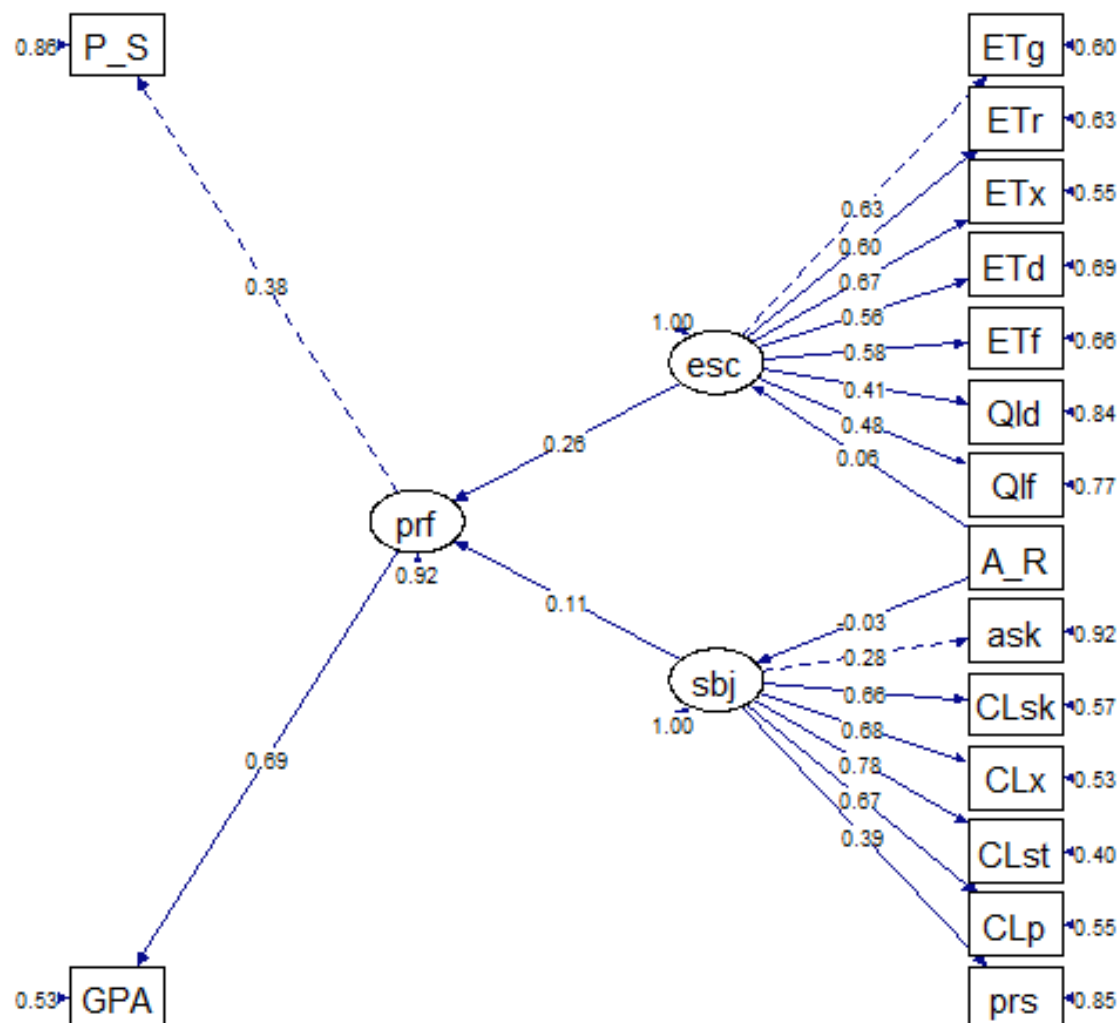 0.86 P_S
ETg 0.60
ETr 0.63
ETx 0.55
0.63
ETd 0.69
0.60
0.67
0.38
0.56
1.00
ETf 0.66
0.58
esc
0.41
Qld 0.84
0.48
0.26
0.06
Qlf 0.77
prf
0.92
A_R
0.11
-0.03
ask 0.92
0.28
sbj
0.66
1.00
CLsk 0.57
0.68
0.69
0.78
CLx 0.53
0.67
0.39
CLst 0.40
CLp 0.55
0.53 GPA
prs 0.85